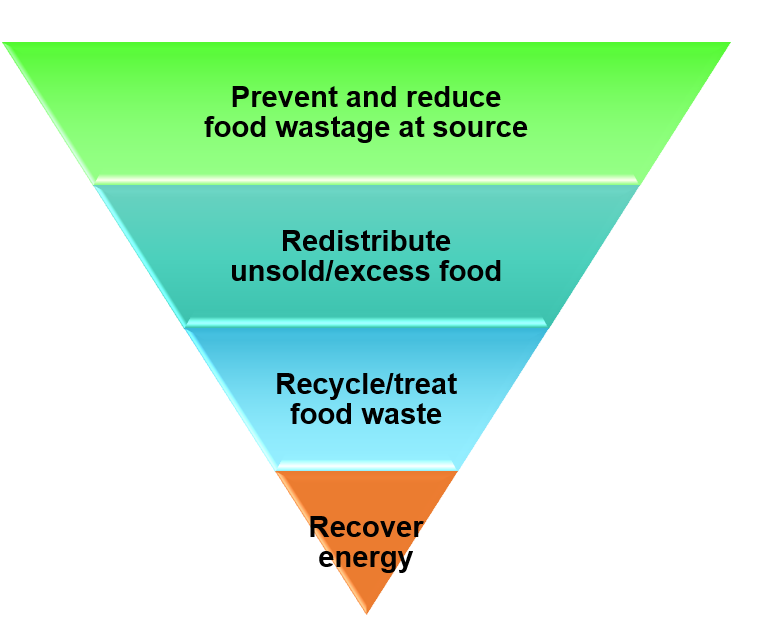 Prevent and reduce
food wastage at source
Redistribute
unsold/excess food
Recycle/treat
food waste
Recover
energy